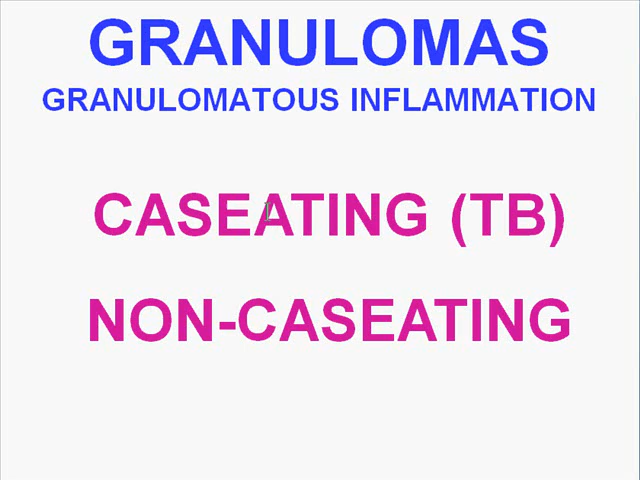 GRANULOMAS
GRANULOMATOUS INFLAMMATION
CASEATING (TB)
NON-CASEATING